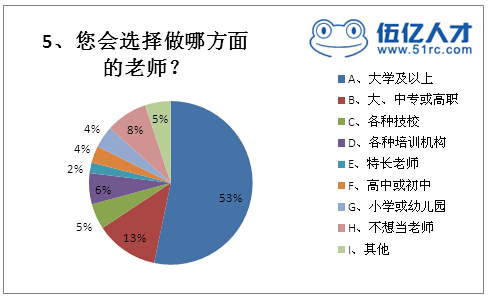 5、您会选择做哪方面
的老师？
伍亿人才
www.51rc.com
A、大学及以上
B、大、中专或高职
C、各种技校
D、各种培训机构
E、特长老师
F、高中或初中
G、小学或幼儿园
H、不想当老师
I、其他
53%
13%
5%
6%
2%
4%
4%
8%
5%